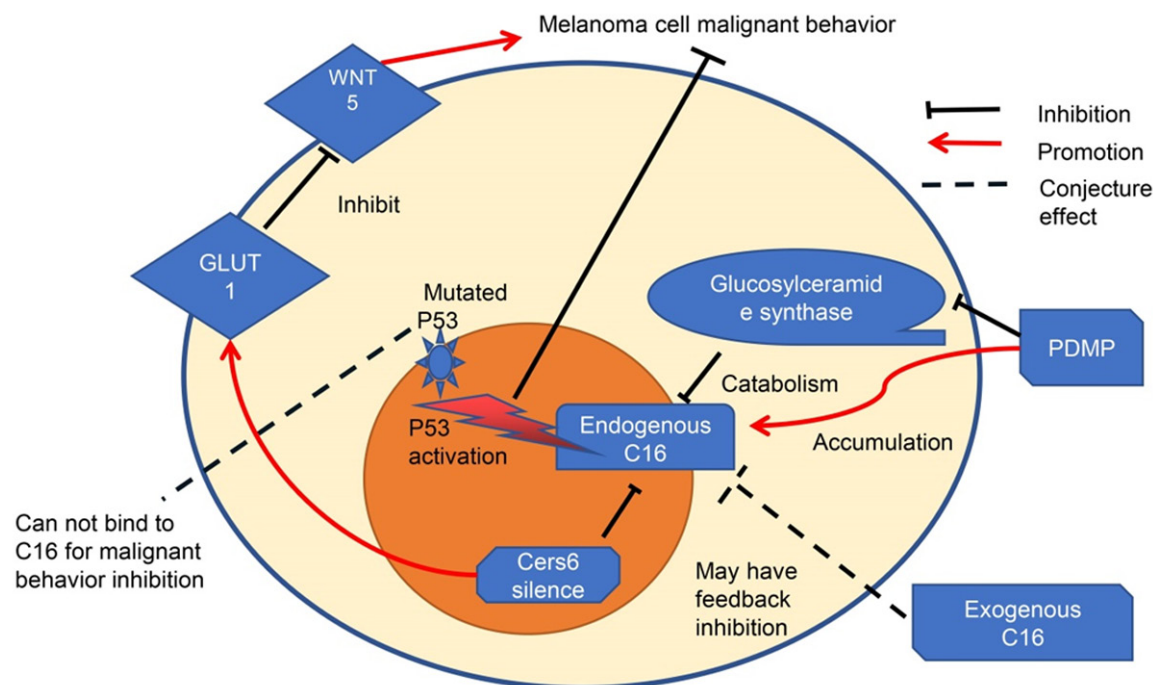 Melanoma cell malignant behavior
WNT
5
Inhibition
Promotion
Conjecture
effect
Inhibit
GLUT
1
Mutated
P53
Glucosylceramid
e synthase
PDMP
Catabolism
P53
activation
Endogenous
C16
Accumulation
Can not bind to
C16 for malignant
behavior inhibition
Cers6
silence
May have
feedback
inhibition
Exogenous
C16